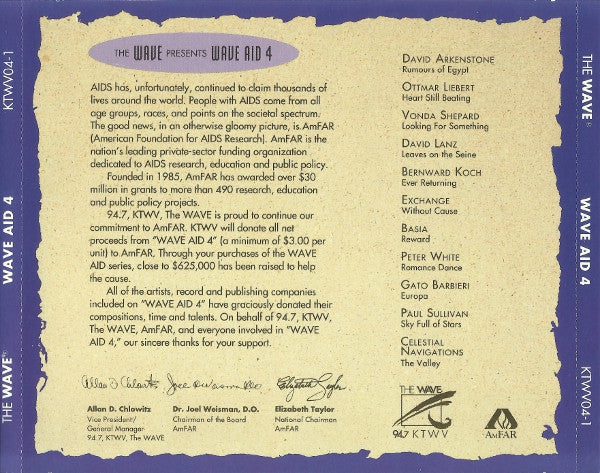 KTWV04-1
WAVE AID 4
THE WAVE®
THE WAVE PRESENTS WAVE AID 4
AIDS has, unfortunately, continued to claim thousands of
lives around the world. People with AIDS come from all
age groups, races, and points on the societal spectrum.
The good news, in an otherwise gloomy picture, is AmFAR
(American Foundation for AIDS Research). AmFAR is the
nation's leading private-sector funding organization
dedicated to AIDS research, education and public policy.
Founded in 1985, AmFAR has awarded over $30
million in grants to more than 490 research, education
and public policy projects.
94.7, KTWV, The WAVE is proud to continue our
commitment to AmFAR. KTWV will donate all net
proceeds from "WAVE AID 4" (a minimum of $3.00 per
unit) to AmFAR. Through your purchases of the WAVE
AID series, close to $625,000 has been raised to help
the cause.
All of the artists, record and publishing companies
included on "WAVE AID 4" have graciously donated their
compositions, time and talents. On behalf of 94.7, KTWV,
The WAVE, AmFAR, and everyone involved in "WAVE
AID 4," our sincere thanks for your support.
Allan D. Chlowitz
Vice President/
General Manager
94.7, KTWV, The WAVE
Dr. Joel Weisman, D.O.
Chairman of the Board
AmFAR
Elizabeth Taylor
Elizabeth Taylor
National Chairman
AmFAR
DAVID ARKENSTONE
Rumours of Egypt
OTTMAR LIEBERT
Heart Still Beating
VONDA SHEPARD
Looking For Something
DAVID LANZ
Leaves on the Seine
BERNWARD KOCH
Ever Returning
EXCHANGE
Without Cause
BASIA
Reward
PETER WHITE
Romance Dance
GATO BARBIERI
Europa
PAUL SULLIVAN
Sky Full of Stars
CELESTIAL
NAVIGATIONS
The Valley
THE WAVE
94.7 KTWV
AMFAR
THE WAVE®
WAVE AID 4
KTWV04-1